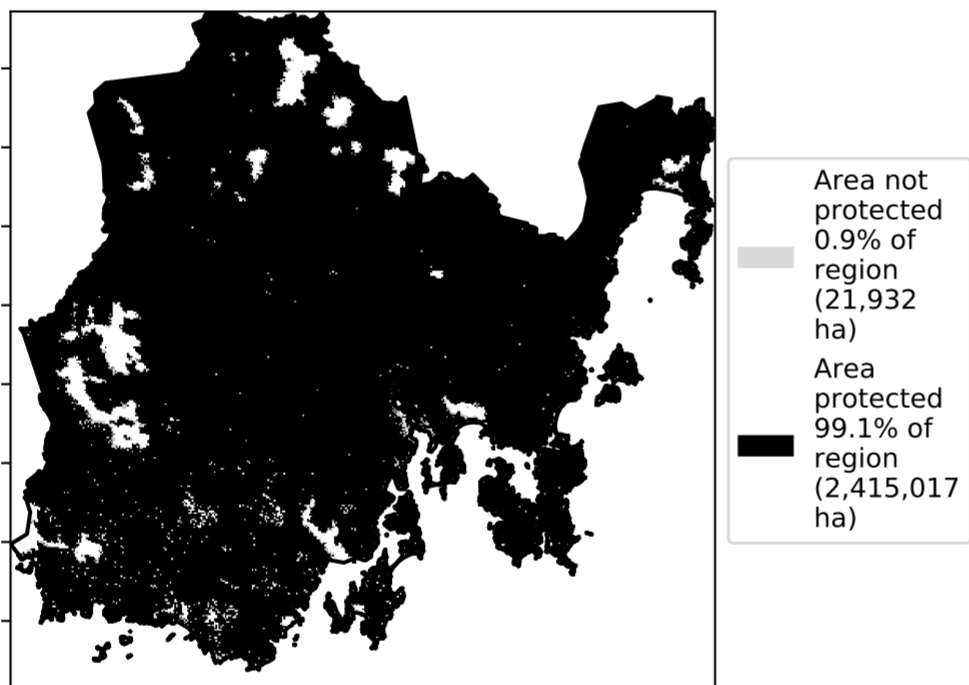 Area not
protected
0.9% of
region
(21,932
ha)
Area
protected
99.1% of
region
(2,415,017
ha)